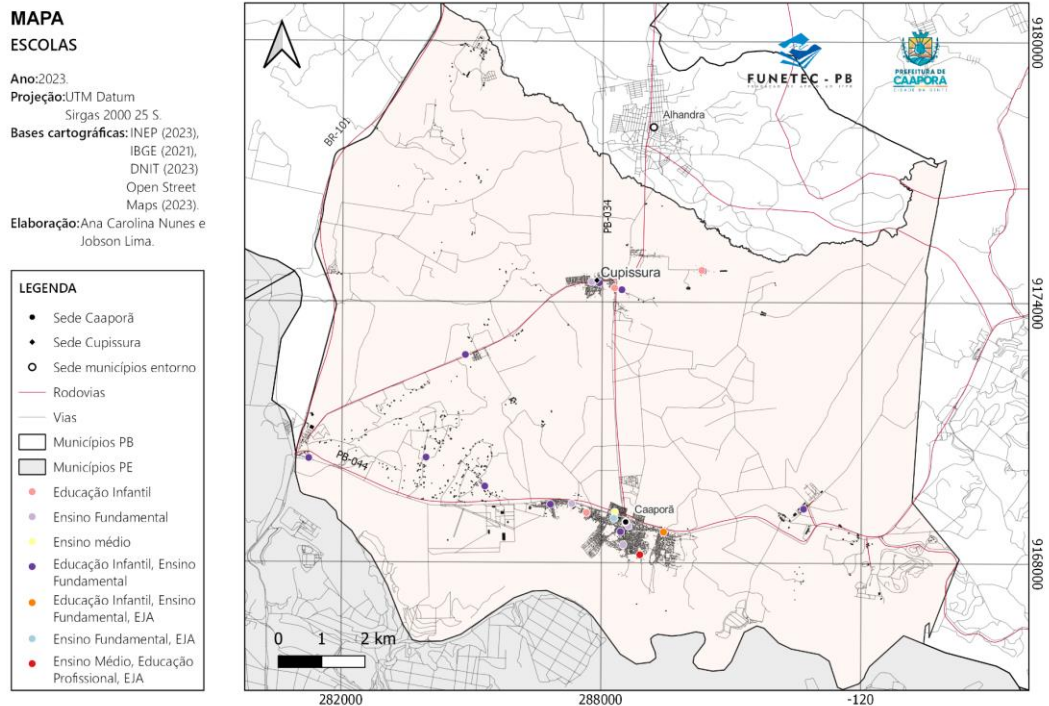 MAPA
ESCOLAS
Ano:2023.
Projeção:UTM Datum
Sirgas 2000 25 S.
Bases cartográficas: INEP (2023),
IBGE (2021),
DNIT (2023)
Open Street
Maps (2023).
Elaboração:Ana Carolina Nunes e
Jobson Lima.
LEGENDA
Sede Caaporã
Sede Cupissura
Sede municípios entorno
Rodovias
Vias
Municípios PB
Municípios PE
Educação Infantil
Ensino Fundamental
Ensino médio
Educação Infantil, Ensino
Fundamental
Educação Infantil, Ensino
Fundamental, EJA
Ensino Fundamental, EJA
Ensino Médio, Educação
Profissional, EJA
FUNETEC - PB
PREFEITURA DE
CAAPORÃ
CIDADE DA GENTE
9180000
Alhandra
BR-101
PB-034
Cupissura
9174000
PB-044
Caaporã
9168000
0 1 2 km
282000
288000
-120